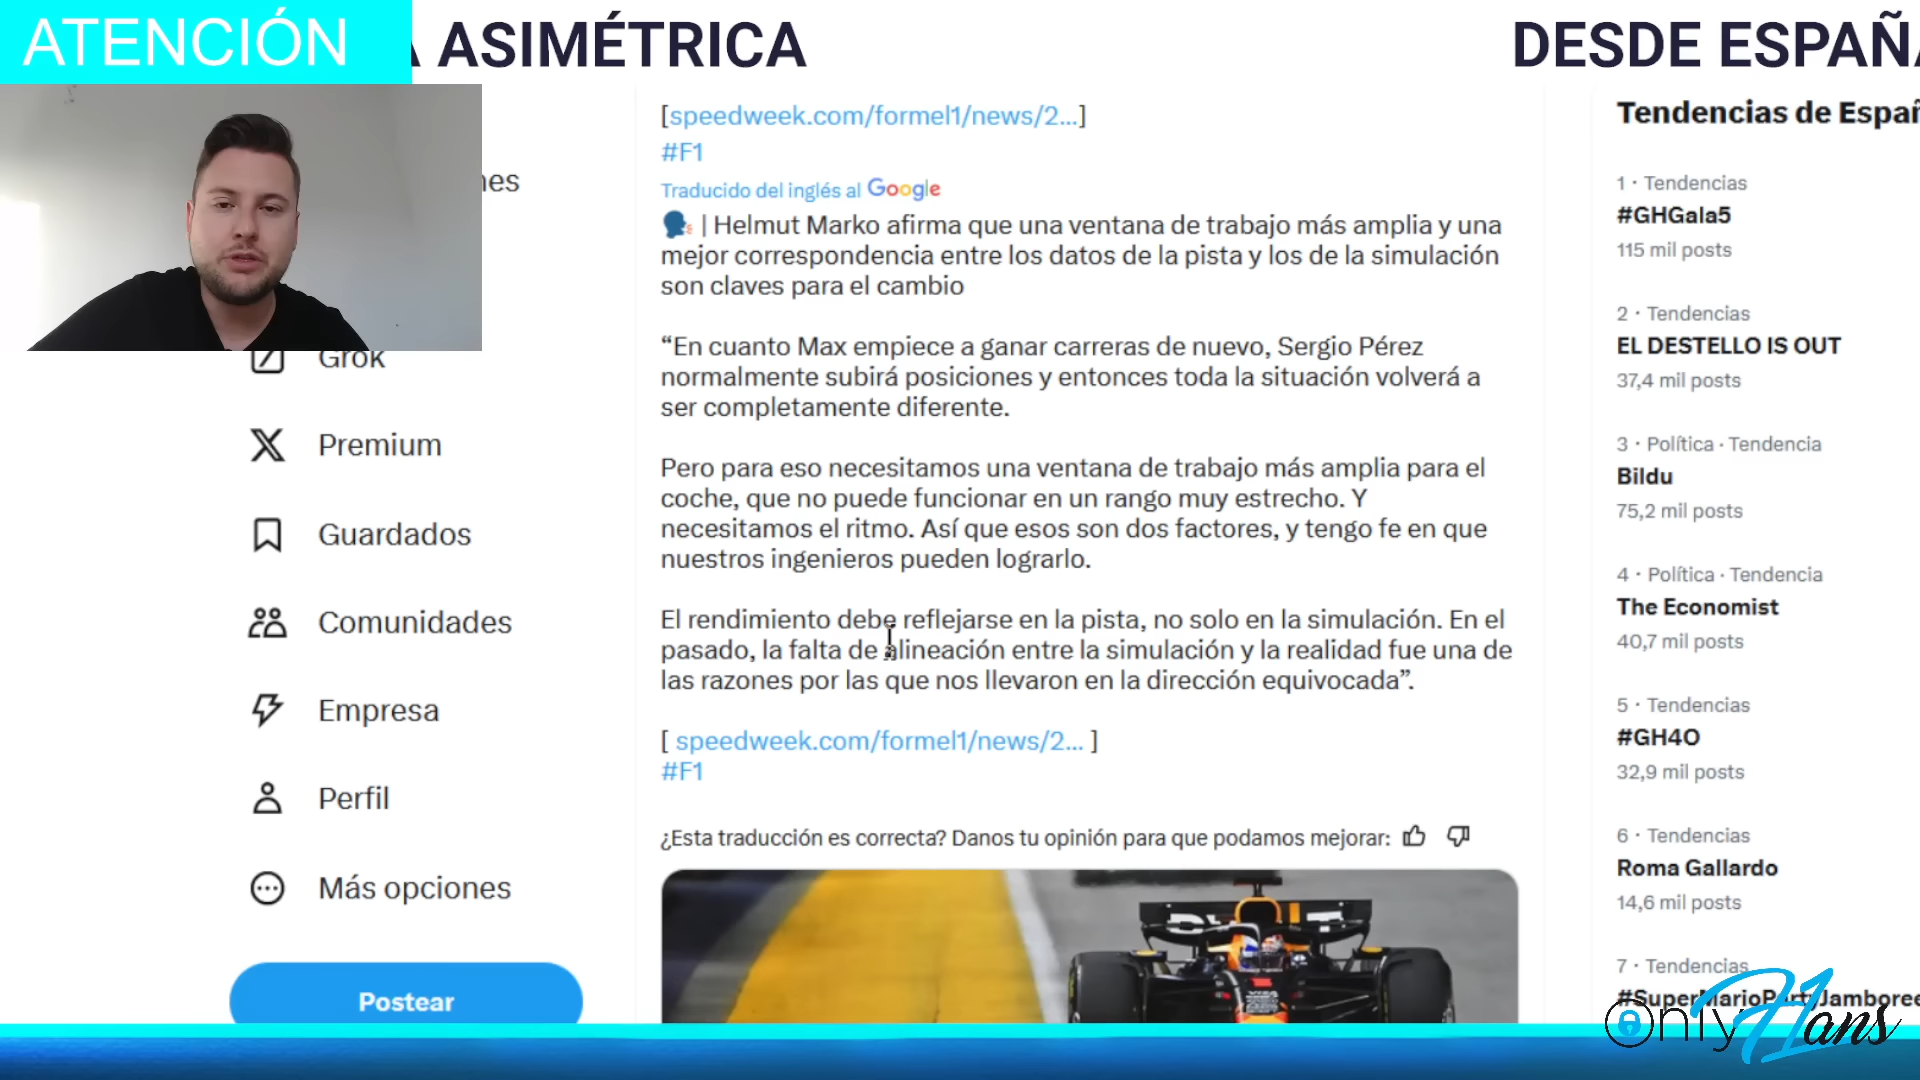 ATENCIÓN
ASIMÉTRICA
DESDE ESPAÑA
[speedweek.com/formel1/news/2...]
#F1
Traducido del inglés al Google
| Helmut Marko afirma que una ventana de trabajo más amplia y una
mejor correspondencia entre los datos de la pista y los de la simulación
son claves para el cambio
“En cuanto Max empiece a ganar carreras de nuevo, Sergio Pérez
normalmente subirá posiciones y entonces toda la situación volverá a
ser completamente diferente.
Pero para eso necesitamos una ventana de trabajo más amplia para el
coche, que no puede funcionar en un rango muy estrecho. Y
necesitamos el ritmo. Así que esos son dos factores, y tengo fe en que
nuestros ingenieros pueden lograrlo.
El rendimiento debe reflejarse en la pista, no solo en la simulación. En el
pasado, la falta de alineación entre la simulación y la realidad fue una de
las razones por las que nos llevaron en la dirección equivocada”.
[ speedweek.com/formel1/news/2... ]
#F1
¿Esta traducción es correcta? Danos tu opinión para que podamos mejorar:
nes
Grok
Premium
Guardados
Comunidades
Empresa
Perfil
Más opciones
Postear
Tendencias de Españ
1 · Tendencias
#GHGala5
115 mil posts
2 · Tendencias
EL DESTELLO IS OUT
37,4 mil posts
3 · Política · Tendencia
Bildu
75,2 mil posts
4 · Política · Tendencia
The Economist
40,7 mil posts
5 · Tendencias
#GH4O
32,9 mil posts
6 · Tendencias
Roma Gallardo
14,6 mil posts
7 · Tendencias
#SuperMarioPartyJamboree
OnlyHans